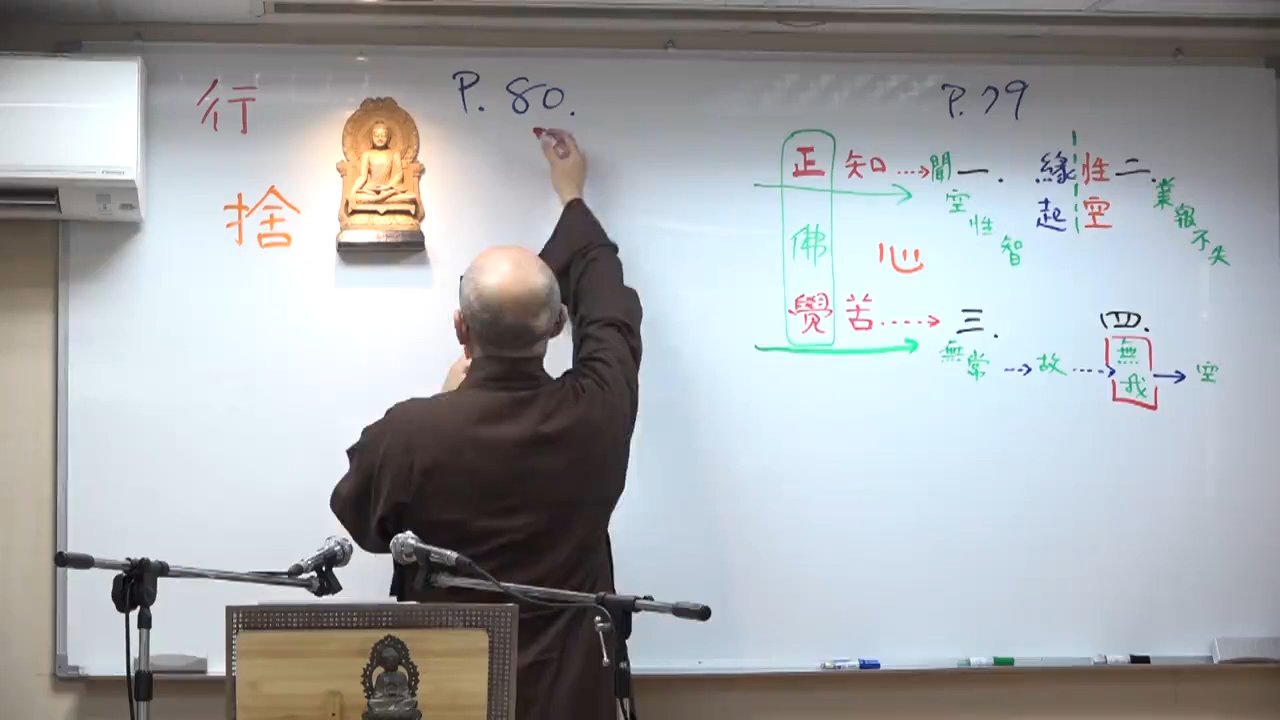 行
捨
P. 80.
P. 79
正 知 聞 一. 緣 性 二.
空 性 智 起 空 業 報 不 失
佛 心
覺 苦 三. 四.
無 常 故 無 我 空